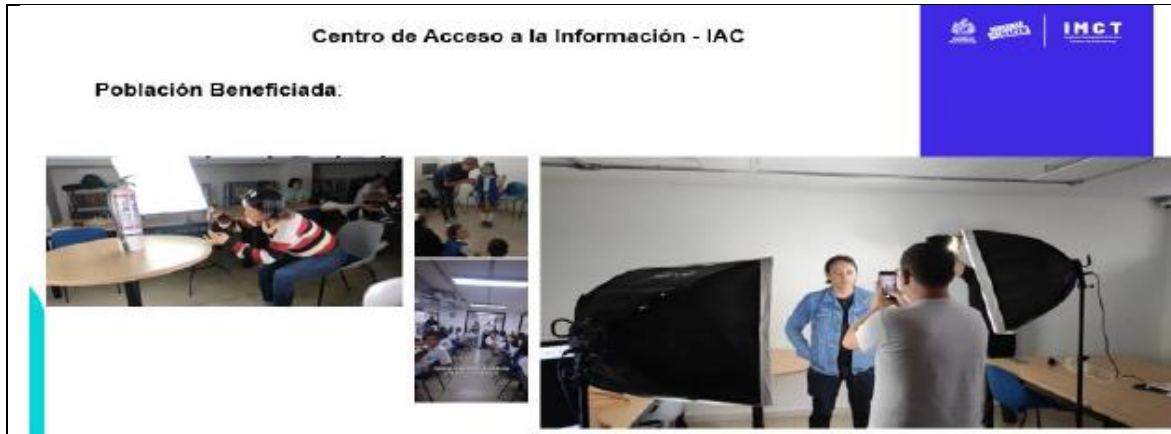 Centro de Acceso a la Información - IAC
IMCT
Población Beneficiada: